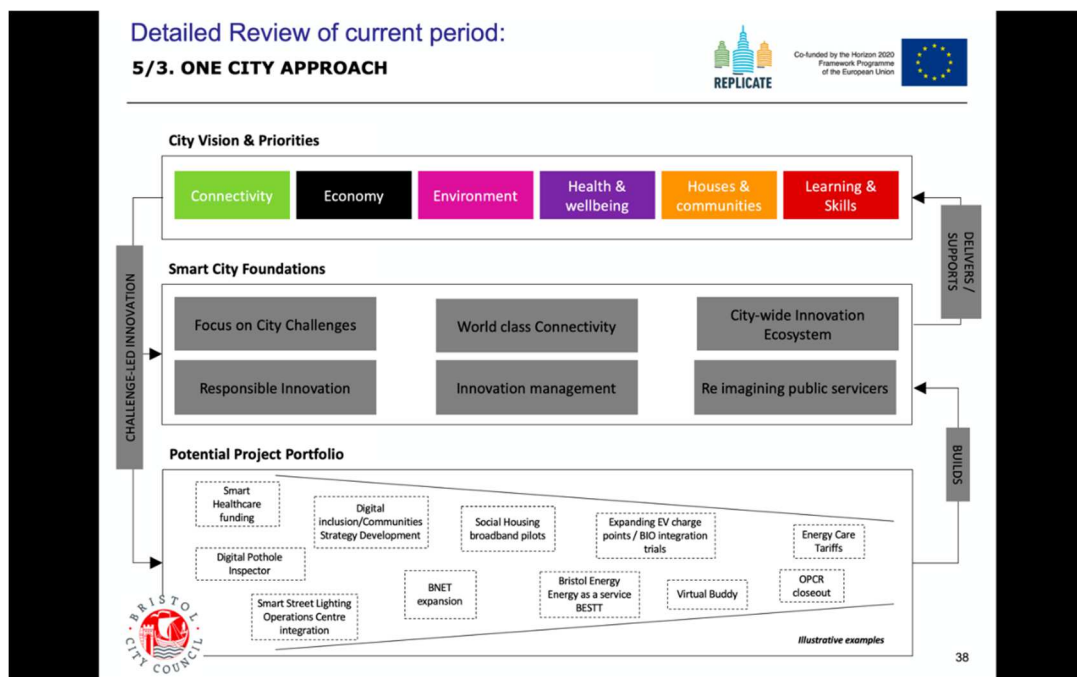 Detailed Review of current period:
5/3. ONE CITY APPROACH
REPLICATE
Co-funded by the Horizon 2020
Framework Programme
of the European Union
City Vision & Priorities
Connectivity
Economy
Environment
Health &
wellbeing
Houses &
communities
Learning &
Skills
CHALLENGE-LED INNOVATION
DELIVERS /
SUPPORTS
Smart City Foundations
Focus on City Challenges
World class Connectivity
City-wide Innovation
Ecosystem
Responsible Innovation
Innovation management
Re imagining public servicers
BUILDS
Potential Project Portfolio
Smart
Healthcare
funding
Digital
inclusion/Communities
Strategy Development
Social Housing
broadband pilots
Expanding EV charge
points / BIO integration
trials
Energy Care
Tariffs
Digital Pothole
Inspector
BNET
expansion
Bristol Energy
Energy as a service
BESTT
Virtual Buddy
OPCR
closeout
Smart Street Lighting
Operations Centre
integration
Illustrative examples
BRISTOL
CITY COUNCIL
38